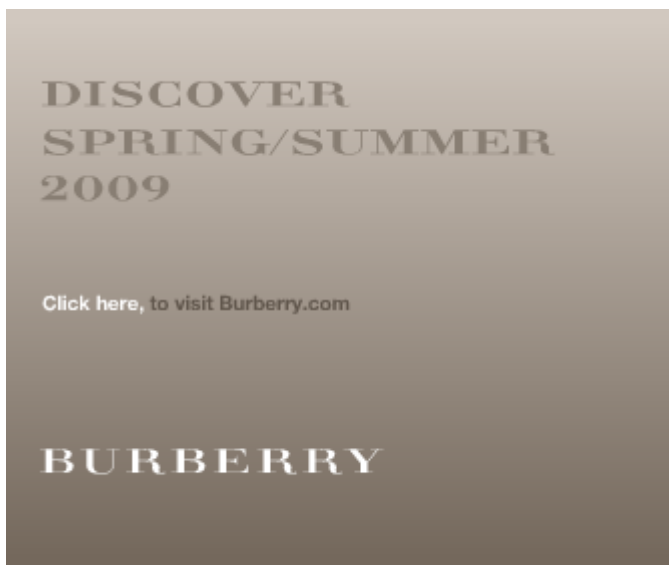 DISCOVER
SPRING/SUMMER
2009
Click here, to visit Burberry.com
BURBERRY